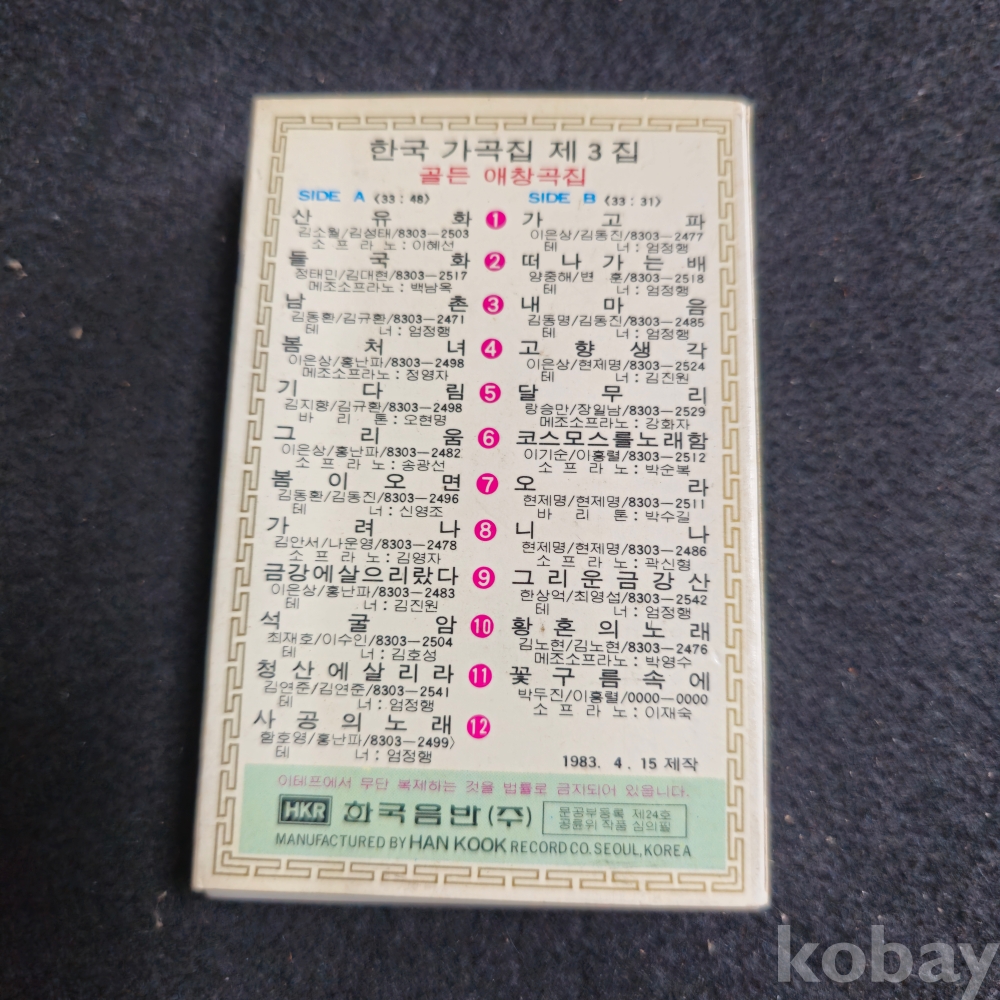 한국 가곡집 제 3 집
골든 애창곡집
SIDE A (33 : 48)
산 유 화
김소월/김성태/8303-2503
소 프 라 노 : 이혜선
들 국 화
정태민/김대현/8303-2517
메조소프라노 : 백남옥
남 촌
김동환/김규환/8303-2471
테 너 : 엄정행
봄 처 녀
이은상/홍난파/8303-2498
메조소프라노 : 정영자
기 다 림
김지향/김규환/8303-2498
바 리 톤 : 오현명
그 리 움
이은상/홍난파/8303-2482
소 프 라 노 : 송광선
봄 이 오 면
김동환/김동진/8303-2496
테 너 : 신영조
가 려 나
김안서/나운영/8303-2478
소 프 라 노 : 김영자
금강에살으리랐다
이은상/홍난파/8303-2483
테 너 : 김진원
석 굴 암
최재호/이수인/8303-2504
테 너 : 김호성
청 산 에 살 리 라
김연준/김연준/8303-2541
테 너 : 엄정행
사 공 의 노 래
함호영/홍난파/8303-2499)
테 너 : 엄정행
1
2
3
4
5
6
7
8
9
10
11
12
SIDE B (33 : 31)
가 고 파
이은상/김동진/8303-2477
테 너 : 엄정행
떠 나 가 는 배
양중해/변 훈/8303-2518
테 너 : 엄정행
내 마 음
김동명/김동진/8303-2485
테 너 : 엄정행
고 향 생 각
이은상/현제명/8303-2524
테 너 : 김진원
달 무 리
랑승만/장일남/8303-2529
메조소프라노 : 강화자
코스모스를노래함
이기순/이흥렬/8303-2512
소 프 라 노 : 박순복
오 라
현제명/현제명/8303-2511
바 리 톤 : 박수길
니 나
현제명/현제명/8303-2486
소 프 라 노 : 곽신형
그 리 운 금 강 산
한상억/최영섭/8303-2542
테 너 : 엄정행
황 혼 의 노 래
김노현/김노현/8303-2476
메조소프라노 : 박영수
꽃 구 름 속 에
박두진/이흥렬/0000-0000
소 프 라 노 : 이재숙
1983. 4. 15 제작
이테프에서 무단 복제하는 것을 법률로 금지되어 있읍니다.
HKR 한국음반(주)
문공부등록 제24호
공륜위 작품 심의필
MANUFACTURED BY HAN KOOK RECORD CO. SEOUL, KOREA
kobay